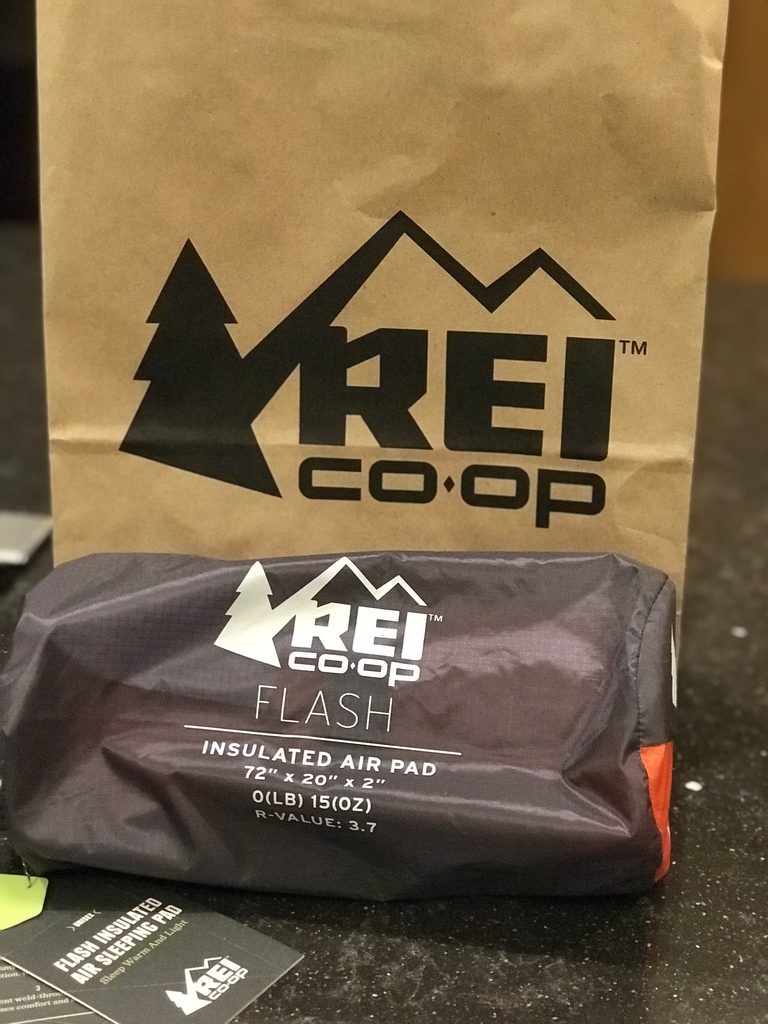 REI™
CO·OP
REI™
CO·OP
FLASH
INSULATED AIR PAD
72" x 20" x 2"
0(LB) 15(OZ)
R-VALUE: 3.7
FLASH INSULATED
AIR SLEEPING PAD
Sleep Warm And Light
REI
CO·OP